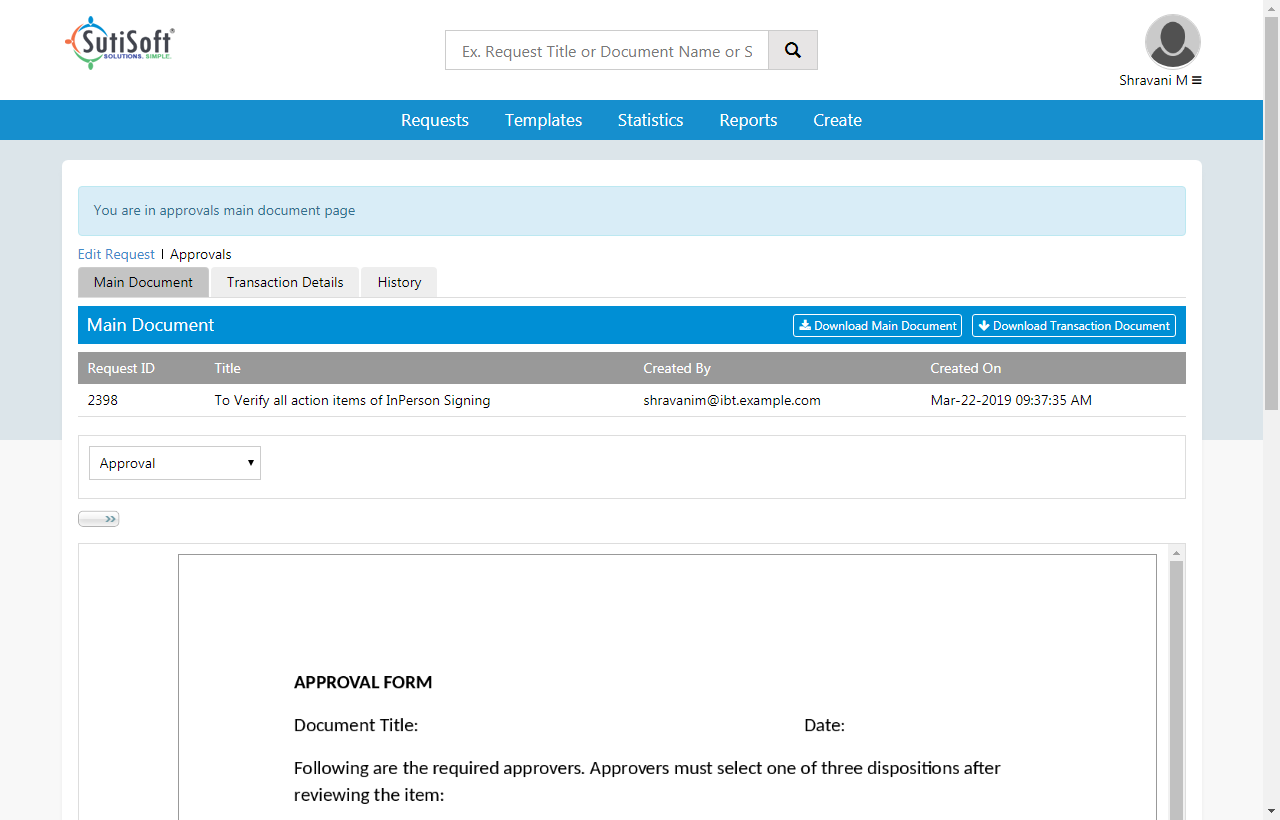 SutiSoft®
SOLUTIONS. SIMPLE.
Ex. Request Title or Document Name or S
Shravani M
Requests Templates Statistics Reports Create
You are in approvals main document page
Edit Request | Approvals
Main Document Transaction Details History
Main Document Download Main Document Download Transaction Document
Request ID Title Created By Created On
2398 To Verify all action items of InPerson Signing shravanim@ibt.example.com Mar-22-2019 09:37:35 AM
Approval
APPROVAL FORM
Document Title: Date:
Following are the required approvers. Approvers must select one of three dispositions after
reviewing the item: